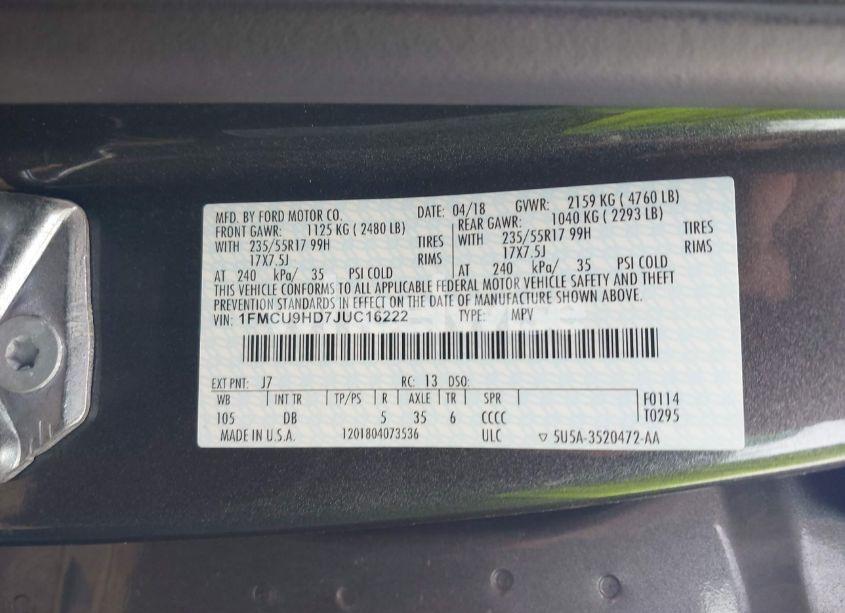 MFD. BY FORD MOTOR CO. DATE: 04/18 GVWR: 2159 KG ( 4760 LB)
FRONT GAWR: 1125 KG ( 2480 LB) REAR GAWR: 1040 KG ( 2293 LB)
WITH 235/55R17 99H TIRES WITH 235/55R17 99H TIRES
17X7.5J RIMS 17X7.5J RIMS
AT 240 kPa/ 35 PSI COLD AT 240 kPa/ 35 PSI COLD
THIS VEHICLE CONFORMS TO ALL APPLICABLE FEDERAL MOTOR VEHICLE SAFETY AND THEFT
PREVENTION STANDARDS IN EFFECT ON THE DATE OF MANUFACTURE SHOWN ABOVE.
VIN: 1FMCU9HD7JUC16222 TYPE: MPV
EXT PNT: J7 RC: 13 DSO:
WB INT TR TP/PS R AXLE TR SPR F0114
105 DB 5 35 6 CCCC T0295
MADE IN U.S.A. 1201804073536 ULC 5U5A-3520472-AA